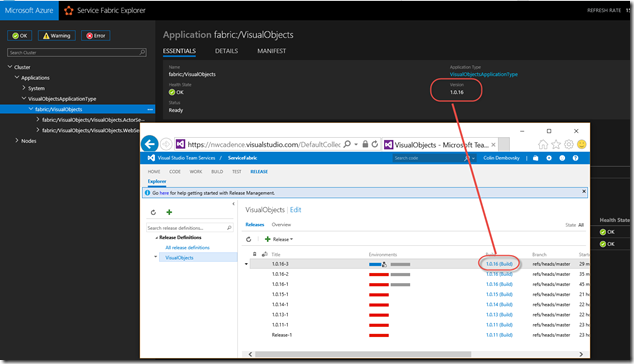 Microsoft Azure
Service Fabric Explorer
REFRESH RATE
OK
Warning
Error
Search Cluster
Cluster
Applications
System
VisualObjectsApplicationType
fabric:/VisualObjects
fabric:/VisualObjects/VisualObjects.ActorSe...
fabric:/VisualObjects/VisualObjects.WebSe
Nodes
Application fabric:/VisualObjects
ESSENTIALS
DETAILS
MANIFEST
Name
fabric:/VisualObjects
Health State
OK
Status
Ready
Application Type
VisualObjectsApplicationType
Version
1.0.16
Health State
OK
OK
https://nwcadence.visualstudio.com/DefaultCollec
VisualObjects - Microsoft Tea...
Visual Studio Team Services / ServiceFabric
Search code
Colin Dembovsky
HOME CODE WORK BUILD TEST RELEASE
Explorer
Go here for help getting started with Release Management.
Search release definitions...
Release Definitions
All release definitions
VisualObjects
VisualObjects | Edit
Releases Overview
State All
Release
Title Environments Branch
1.0.16-3 1.0.16 (Build) refs/heads/master 29 m
1.0.16-2 1.0.16 (Build) refs/heads/master 35 m
1.0.16-1 1.0.16 (Build) refs/heads/master 45 m
1.0.15-1 1.0.15 (Build) refs/heads/master
1.0.14-1 1.0.14 (Build) refs/heads/master
1.0.13-1 1.0.13 (Build) refs/heads/master
1.0.11-1 1.0.11 (Build) refs/heads/master
Release-1 1.0.11 (Build) refs/heads/master